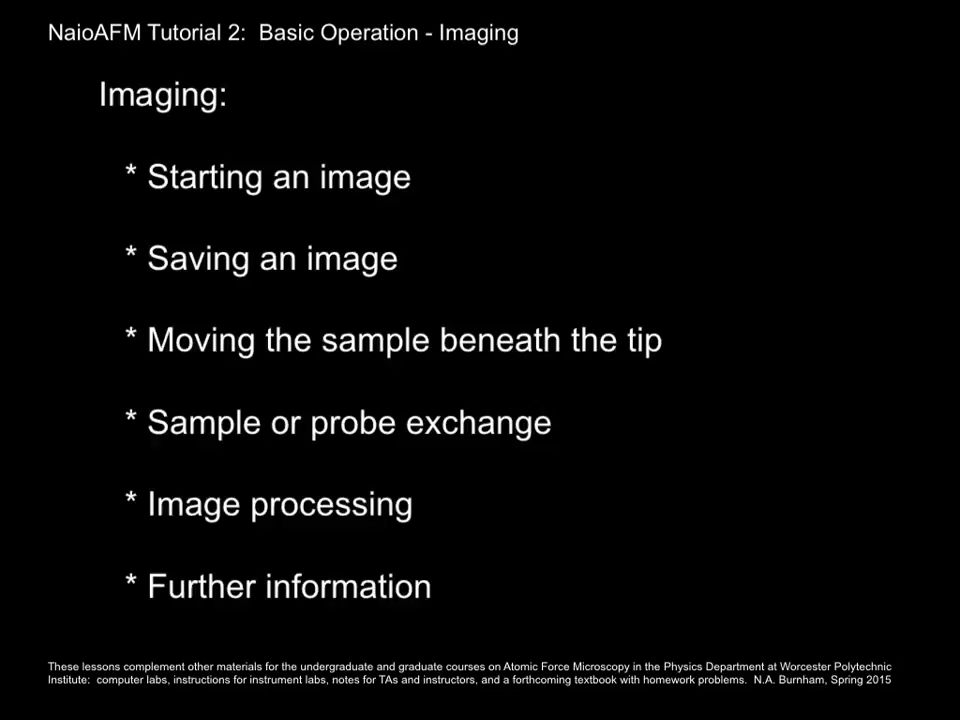 NaioAFM Tutorial 2:  Basic Operation - Imaging
Imaging:
* Starting an image
* Saving an image
* Moving the sample beneath the tip
* Sample or probe exchange
* Image processing
* Further information
These lessons complement other materials for the undergraduate and graduate courses on Atomic Force Microscopy in the Physics Department at Worcester Polytechnic
Institute:  computer labs, instructions for instrument labs, notes for TAs and instructors, and a forthcoming textbook with homework problems.  N.A. Burnham, Spring 2015